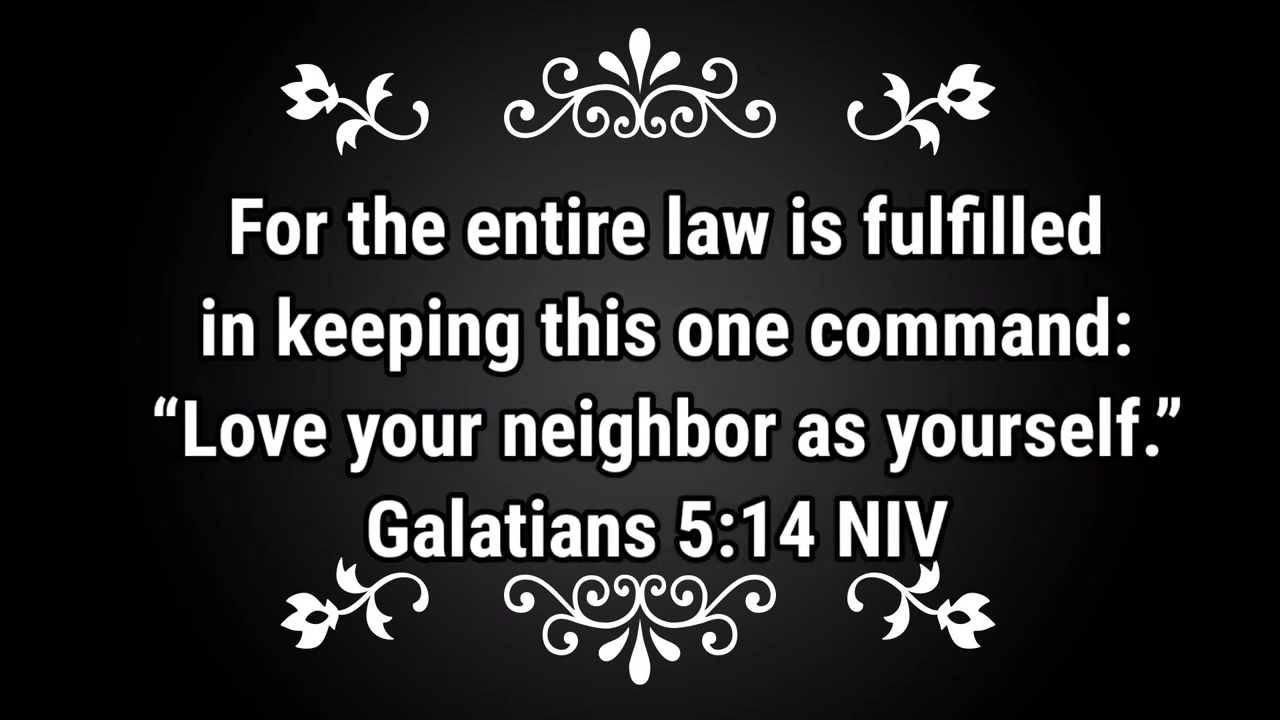 For the entire law is fulfilled
in keeping this one command:
“Love your neighbor as yourself.”
Galatians 5:14 NIV